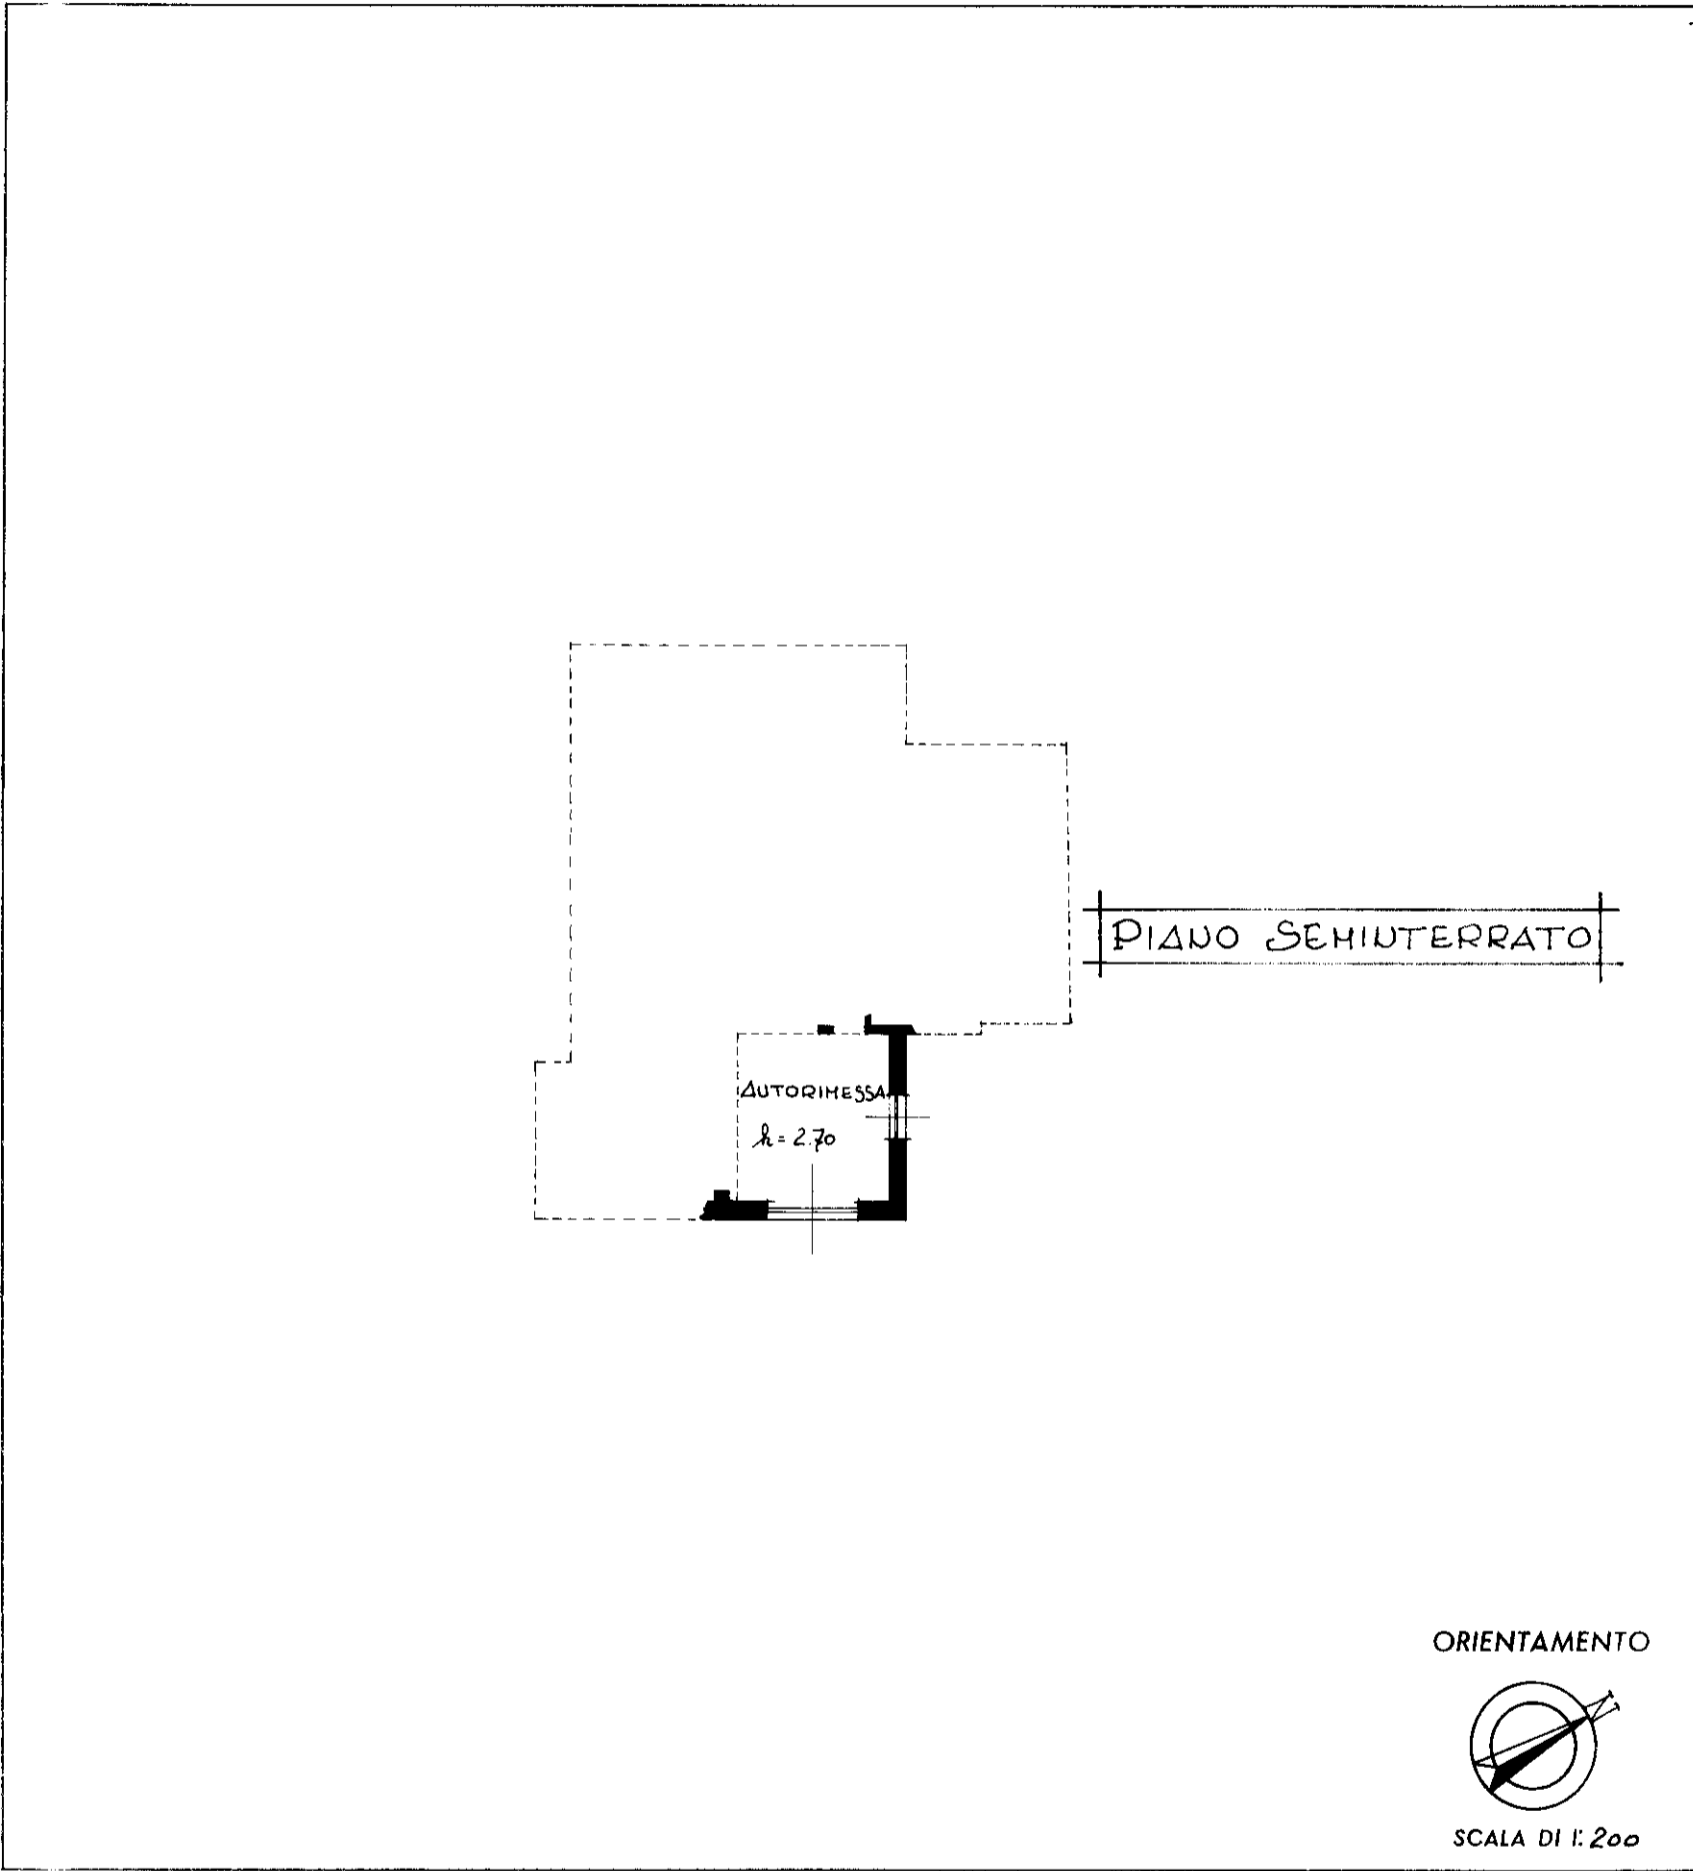 PIANO SEMINTERRATO
AUTORIMESSA
h = 2.70
ORIENTAMENTO
N
SCALA DI 1: 200